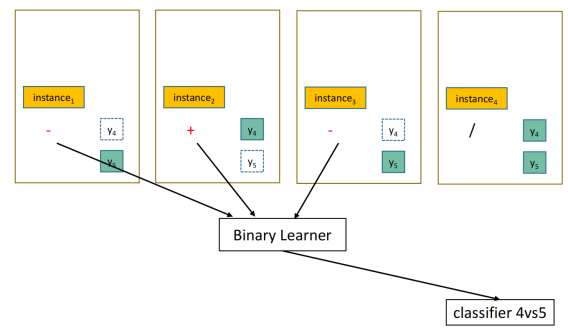 instance₁
-
y₄
y₅
instance₂
+
y₄
y₅
instance₃
-
y₄
y₅
instance₄
/
y₄
y₅
Binary Learner
classifier 4vs5